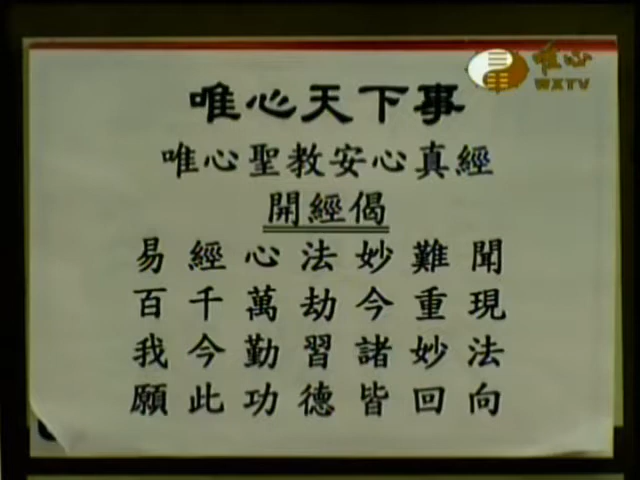 唯心
WXTV
唯心天下事
唯心聖教安心真經
開經偈
易經心法妙難聞
百千萬劫今重現
我今勤習諸妙法
願此功德皆回向